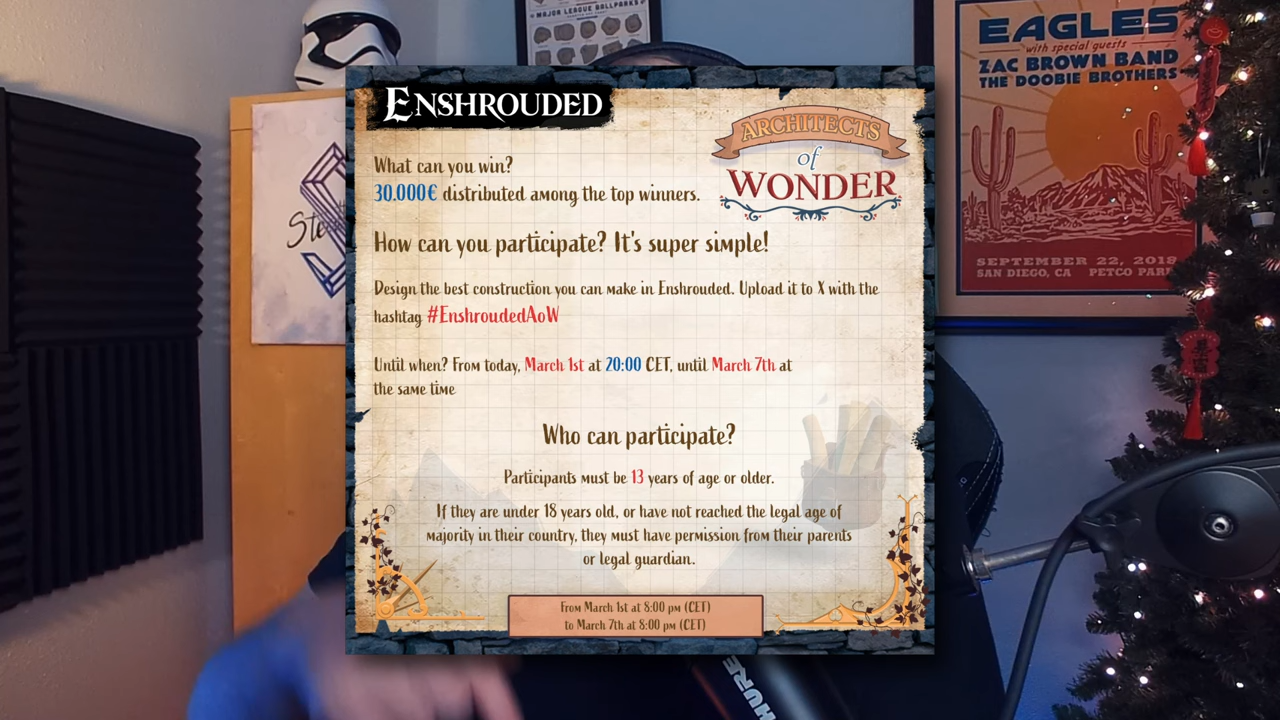 MAJOR LEAGUE BALLPARKS
EAGLES
with special guests
ZAC BROWN BAND
THE DOOBIE BROTHERS
SEPTEMBER 22, 2018
SAN DIEGO, CA PETCO PARK
ENSHROUDED
ARCHITECTS
of
WONDER
What can you win?
30.000€ distributed among the top winners.
How can you participate? It's super simple!
Design the best construction you can make in Enshrouded. Upload it to X with the
hashtag #EnshroudedAoW
Until when? From today, March 1st at 20:00 CET, until March 7th at
the same time
Who can participate?
Participants must be 13 years of age or older.
If they are under 18 years old, or have not reached the legal age of
majority in their country, they must have permission from their parents
or legal guardian.
From March 1st at 8:00 pm (CET)
to March 7th at 8:00 pm (CET)
HURE